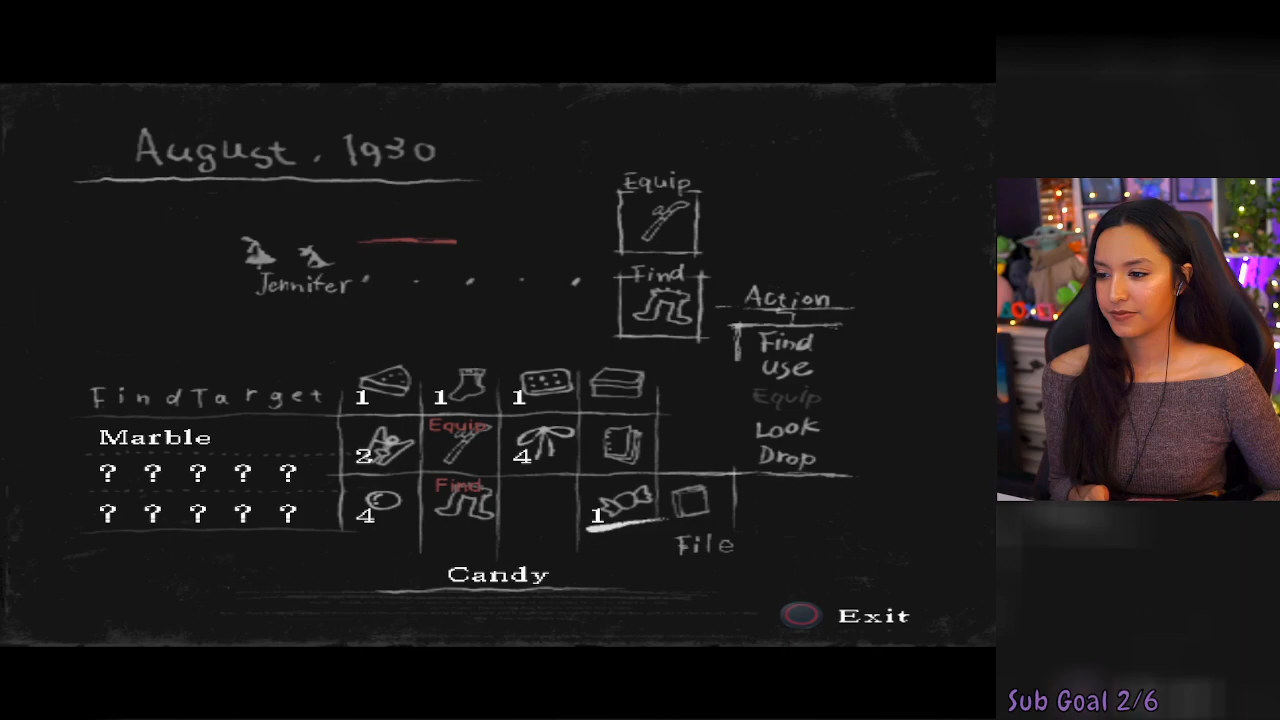 August, 1930
Equip
Jennifer
Find
Action
Find
use
Equip
Look
Drop
FindTarget
1 1 1
Marble
Equip
2 4
? ? ? ? ?
Find
? ? ? ? ?
4 1
File
Candy
Exit
Sub Goal 2/6